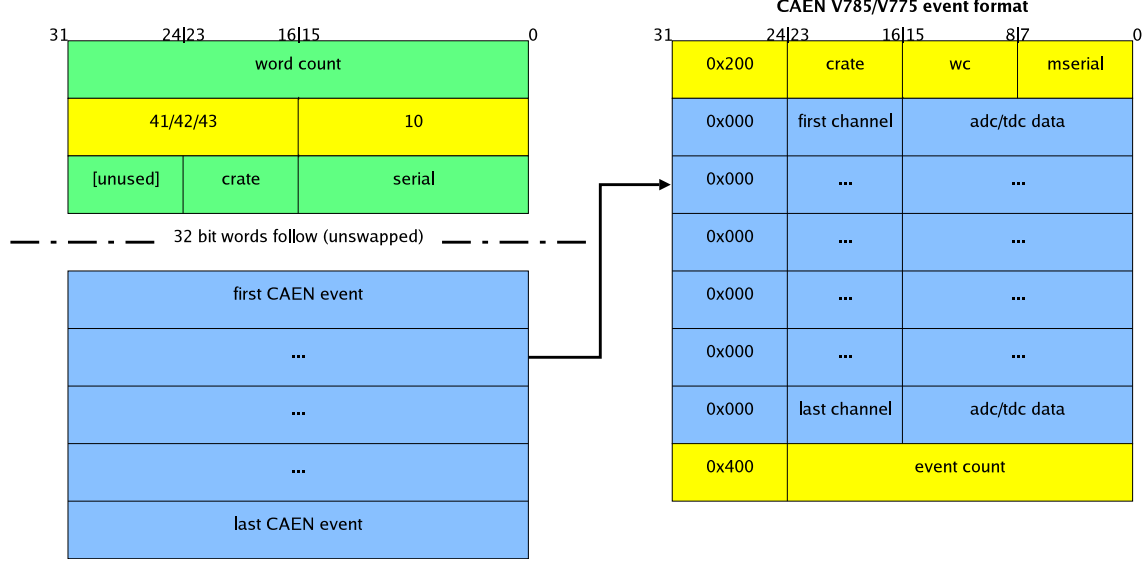 CAEN V785/V775 event format
31 24|23 16|15 0
word count
41/42/43 10
[unused] crate serial
32 bit words follow (unswapped)
first CAEN event
...
...
...
last CAEN event
31 24|23 16|15 8|7 0
0x200 crate wc mserial
0x000 first channel adc/tdc data
0x000 ... ...
0x000 ... ...
0x000 ... ...
0x000 ... ...
0x000 last channel adc/tdc data
0x400 event count